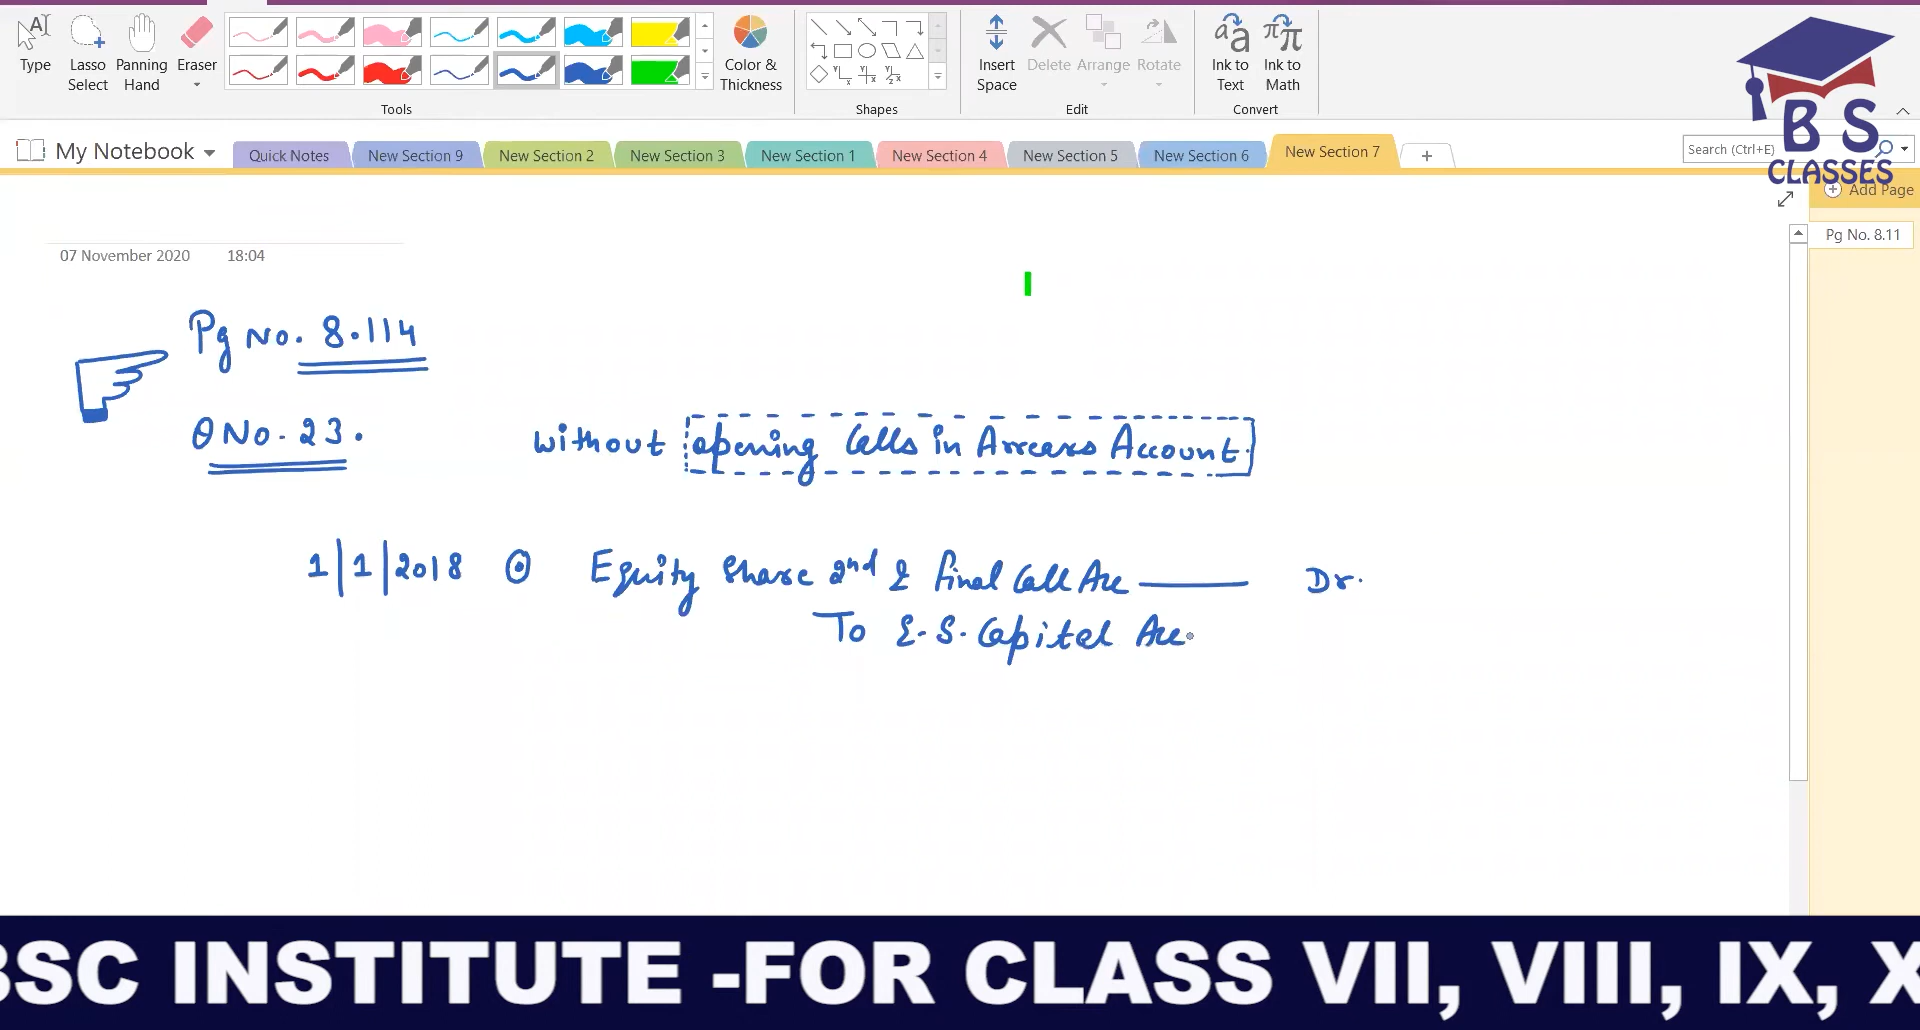 Type
Lasso Select
Panning Hand
Eraser
Color & Thickness
Insert Space
Delete
Arrange
Rotate
Ink to Text
Ink to Math
Tools
Shapes
Edit
Convert
B S
CLASSES
My Notebook
Quick Notes
New Section 9
New Section 2
New Section 3
New Section 1
New Section 4
New Section 5
New Section 6
New Section 7
Search (Ctrl+E)
Add Page
Pg No. 8.11
07 November 2020 18:04
Pg No. 8.114
Q No. 23.
without opening Calls in Arrears Account.
1|1|2018 Equity Share 2nd & final Call A/c Dr.
To E.S. Capital A/c
BSC INSTITUTE -FOR CLASS VII, VIII, IX, X